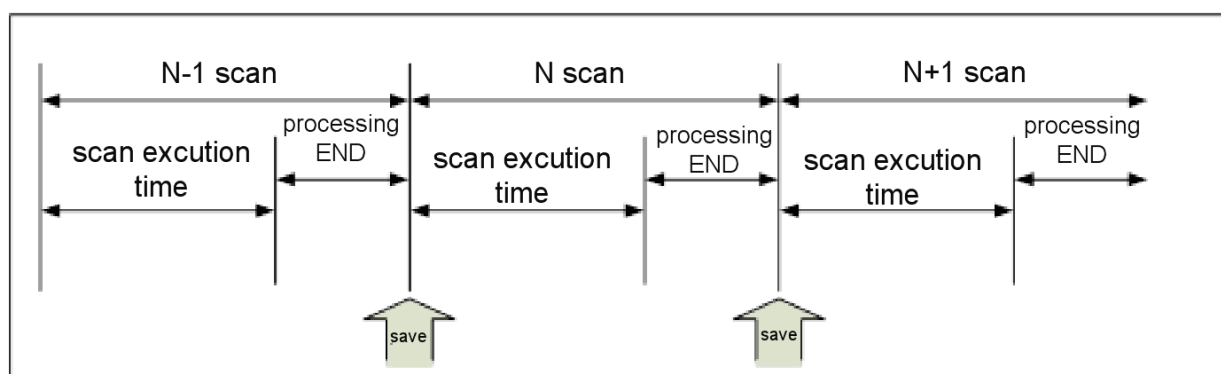 N-1 scan
N scan
N+1 scan
processing
END
scan excution
time
processing
END
scan excution
time
processing
END
scan excution
time
save
save